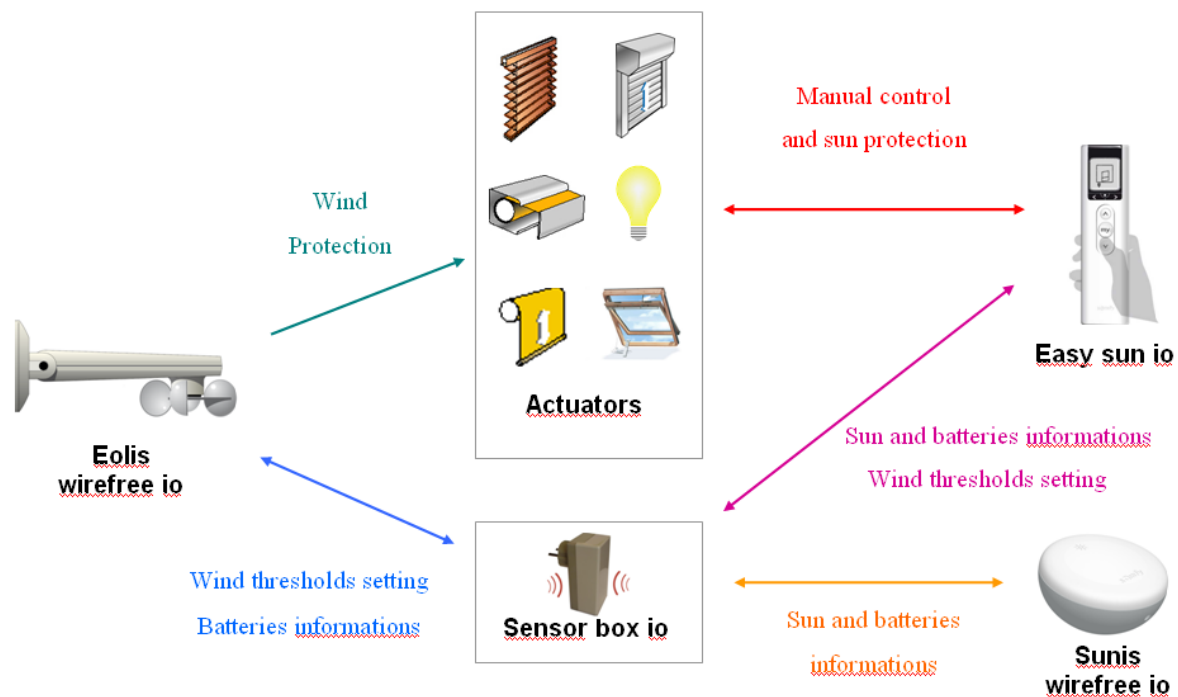 Manual control
and sun protection
Wind
Protection
my
Easy sun io
Actuators
Eolis
wirefree io
Sun and batteries informations
Wind thresholds setting
Wind thresholds setting
Batteries informations
Sensor box io
Sun and batteries
informations
Sunis
wirefree io